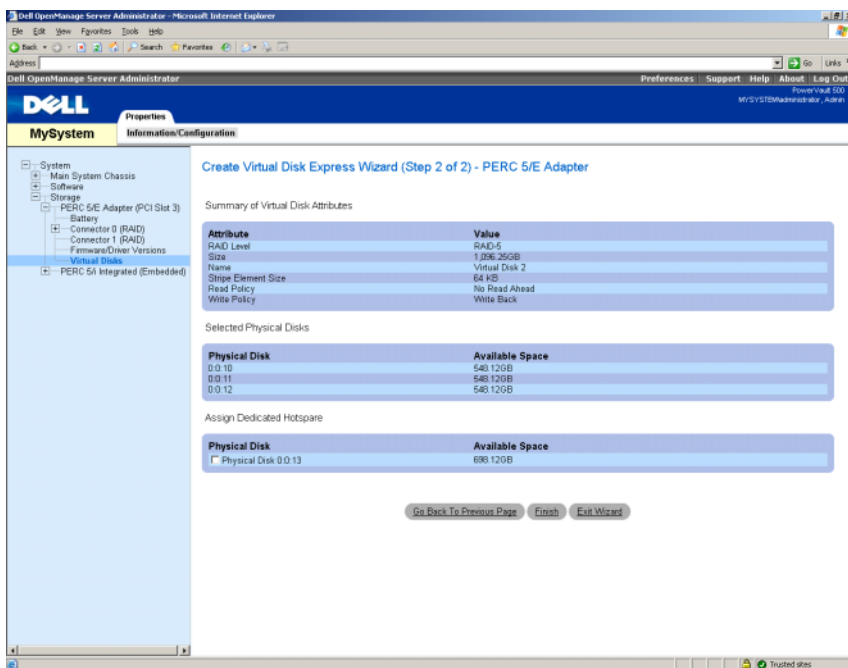 Dell OpenManage Server Administrator - Microsoft Internet Explorer
File Edit View Favorites Tools Help
Back Search Favorites
Address Go Links
Dell OpenManage Server Administrator Preferences Support Help About Log Out
PowerVault 500
MYSYSTEM\administrator, Admin
DELL
Properties
MySystem Information/Configuration
System
Main System Chassis
Software
Storage
PERC 5/E Adapter (PCI Slot 3)
Battery
Connector 0 (RAID)
Connector 1 (RAID)
Firmware/Driver Versions
Virtual Disks
PERC 5/i Integrated (Embedded)
Create Virtual Disk Express Wizard (Step 2 of 2) - PERC 5/E Adapter
Summary of Virtual Disk Attributes
Attribute Value
RAID Level RAID-5
Size 1,096.25GB
Name Virtual Disk 2
Stripe Element Size 64 KB
Read Policy No Read Ahead
Write Policy Write Back
Selected Physical Disks
Physical Disk Available Space
0:0:10 548.12GB
0:0:11 548.12GB
0:0:12 548.12GB
Assign Dedicated Hotspare
Physical Disk Available Space
Physical Disk 0:0:13 698.12GB
Go Back To Previous Page Finish Exit Wizard
Trusted sites